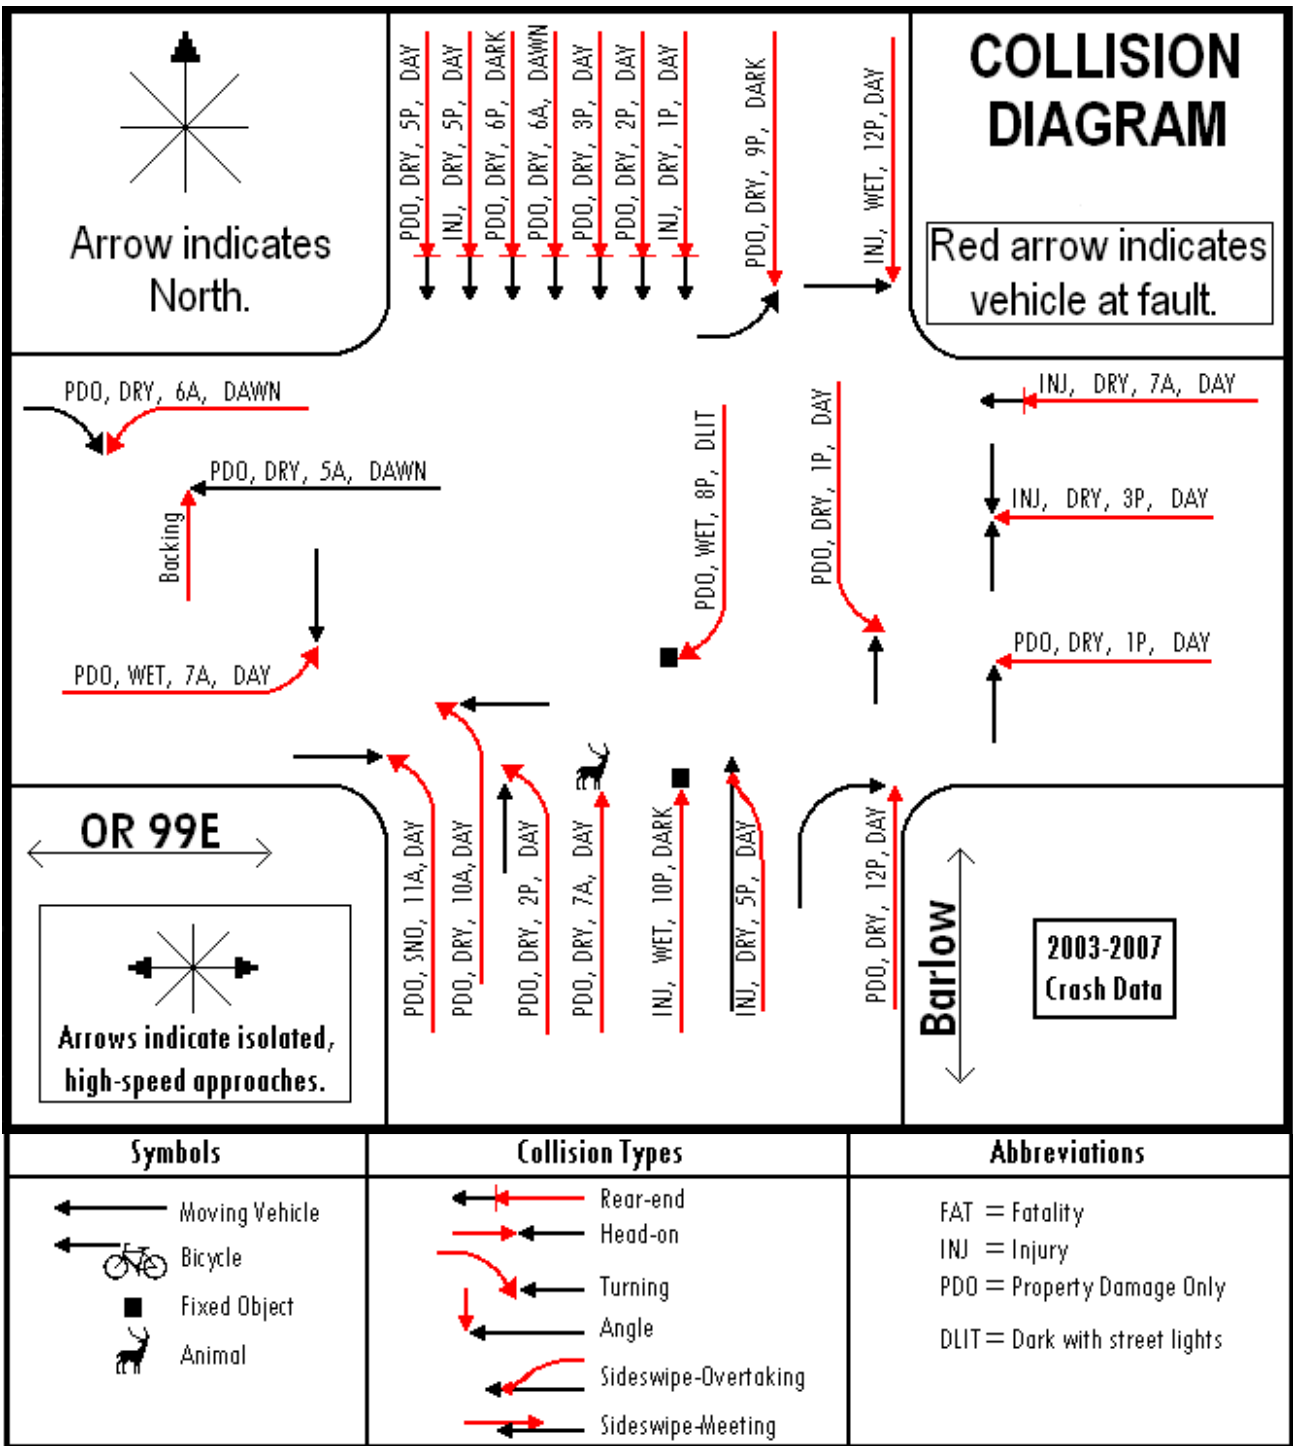 COLLISION
DIAGRAM
Arrow indicates
North.
Red arrow indicates
vehicle at fault.
PDO, DRY, 5P, DAY
INJ, DRY, 5P, DAY
PDO, DRY, 6P, DARK
PDO, DRY, 6A, DAWN
PDO, DRY, 3P, DAY
PDO, DRY, 2P, DAY
INJ, DRY, 1P, DAY
PDO, DRY, 9P, DARK
INJ, WET, 12P, DAY
PDO, DRY, 6A, DAWN
PDO, DRY, 5A, DAWN
Backing
PDO, WET, 7A, DAY
PDO, WET, 8P, DLIT
PDO, DRY, 1P, DAY
INJ, DRY, 7A, DAY
INJ, DRY, 3P, DAY
PDO, DRY, 1P, DAY
PDO, SNO, 11A, DAY
PDO, DRY, 10A, DAY
PDO, DRY, 2P, DAY
PDO, DRY, 7A, DAY
INJ, WET, 10P, DARK
INJ, DRY, 5P, DAY
PDO, DRY, 12P, DAY
OR 99E
Arrows indicate isolated,
high-speed approaches.
Barlow
2003-2007
Crash Data
Symbols
Moving Vehicle
Bicycle
Fixed Object
Animal
Collision Types
Rear-end
Head-on
Turning
Angle
Sideswipe-Overtaking
Sideswipe-Meeting
Abbreviations
FAT = Fatality
INJ = Injury
PDO = Property Damage Only
DLIT = Dark with street lights